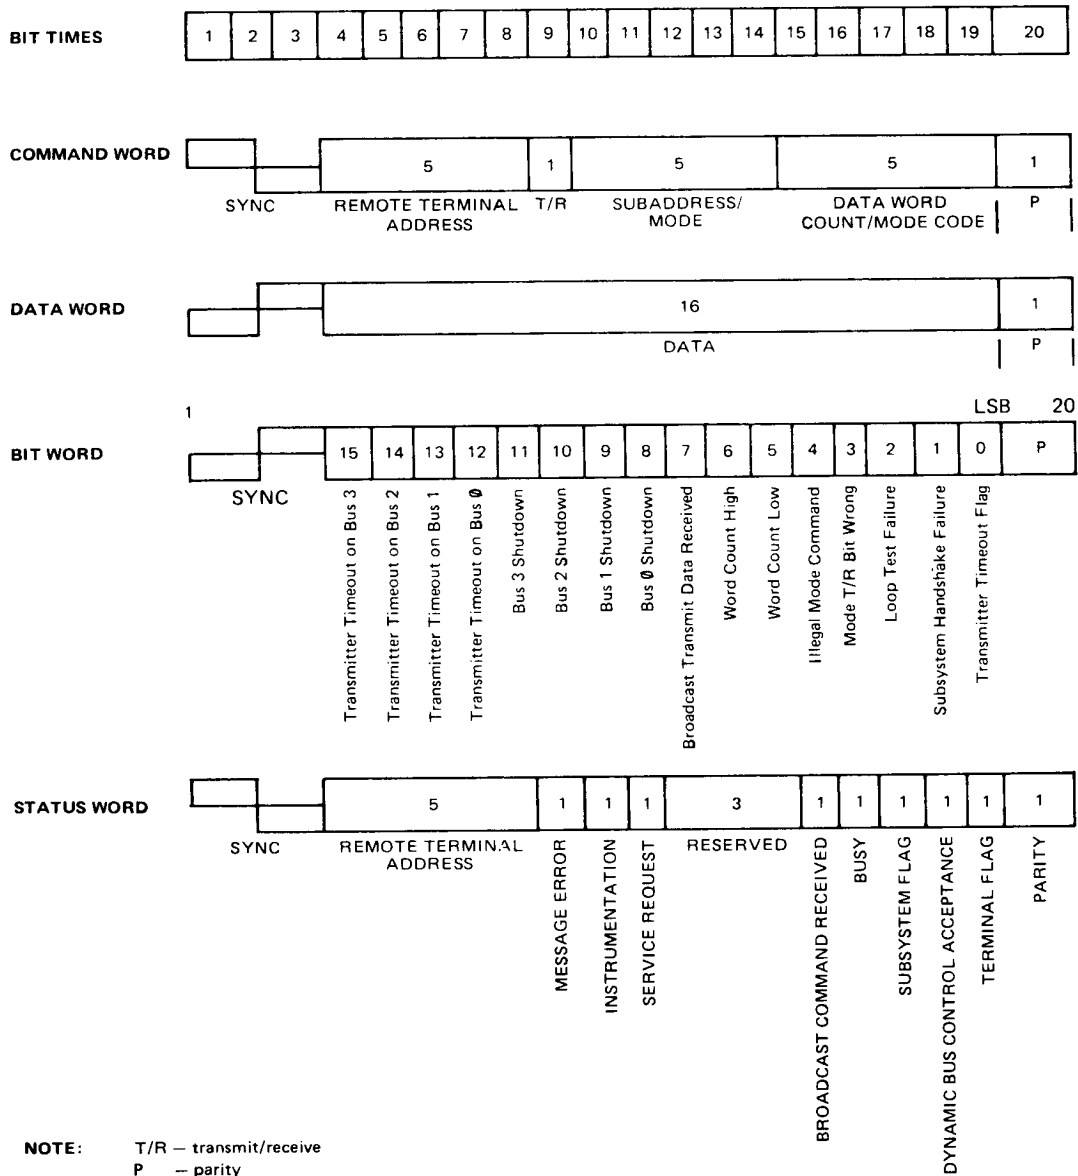 BIT TIMES 1 2 3 4 5 6 7 8 9 10 11 12 13 14 15 16 17 18 19 20
COMMAND WORD 5 1 5 5 1
SYNC REMOTE TERMINAL ADDRESS T/R SUBADDRESS/ MODE DATA WORD COUNT/MODE CODE P
DATA WORD 16 1
DATA P
1 LSB 20
BIT WORD 15 14 13 12 11 10 9 8 7 6 5 4 3 2 1 0 P
SYNC
Transmitter Timeout on Bus 3
Transmitter Timeout on Bus 2
Transmitter Timeout on Bus 1
Transmitter Timeout on Bus Ø
Bus 3 Shutdown
Bus 2 Shutdown
Bus 1 Shutdown
Bus Ø Shutdown
Broadcast Transmit Data Received
Word Count High
Word Count Low
Illegal Mode Command
Mode T/R Bit Wrong
Loop Test Failure
Subsystem Handshake Failure
Transmitter Timeout Flag
STATUS WORD 5 1 1 1 3 1 1 1 1 1 1
SYNC REMOTE TERMINAL ADDRESS RESERVED
MESSAGE ERROR
INSTRUMENTATION
SERVICE REQUEST
BROADCAST COMMAND RECEIVED
BUSY
SUBSYSTEM FLAG
DYNAMIC BUS CONTROL ACCEPTANCE
TERMINAL FLAG
PARITY
NOTE: T/R – transmit/receive
P – parity